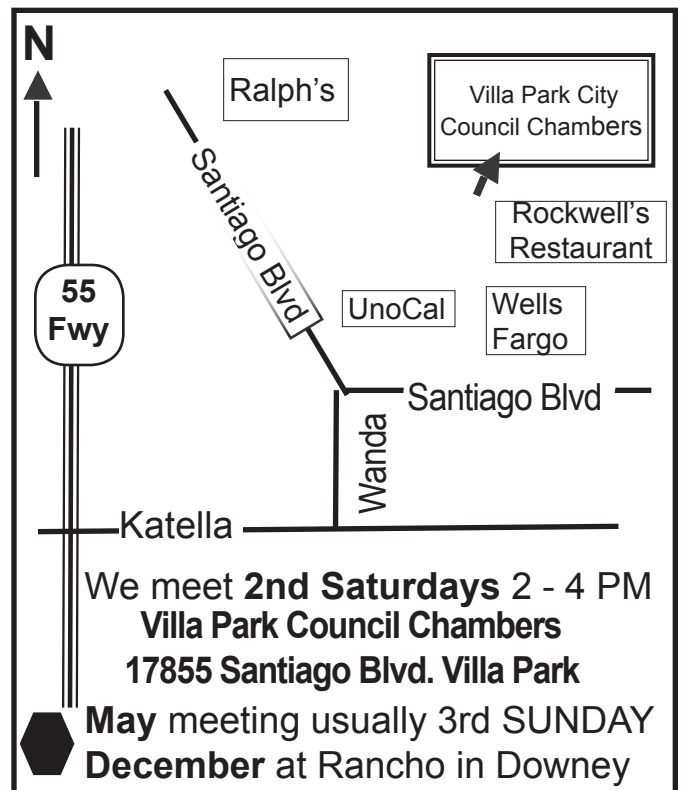 N
Ralph's
Villa Park City
Council Chambers
Santiago Blvd
Rockwell's
Restaurant
55
Fwy
UnoCal
Wells
Fargo
Santiago Blvd
Wanda
Katella
We meet 2nd Saturdays 2 - 4 PM
Villa Park Council Chambers
17855 Santiago Blvd. Villa Park
May meeting usually 3rd SUNDAY
December at Rancho in Downey